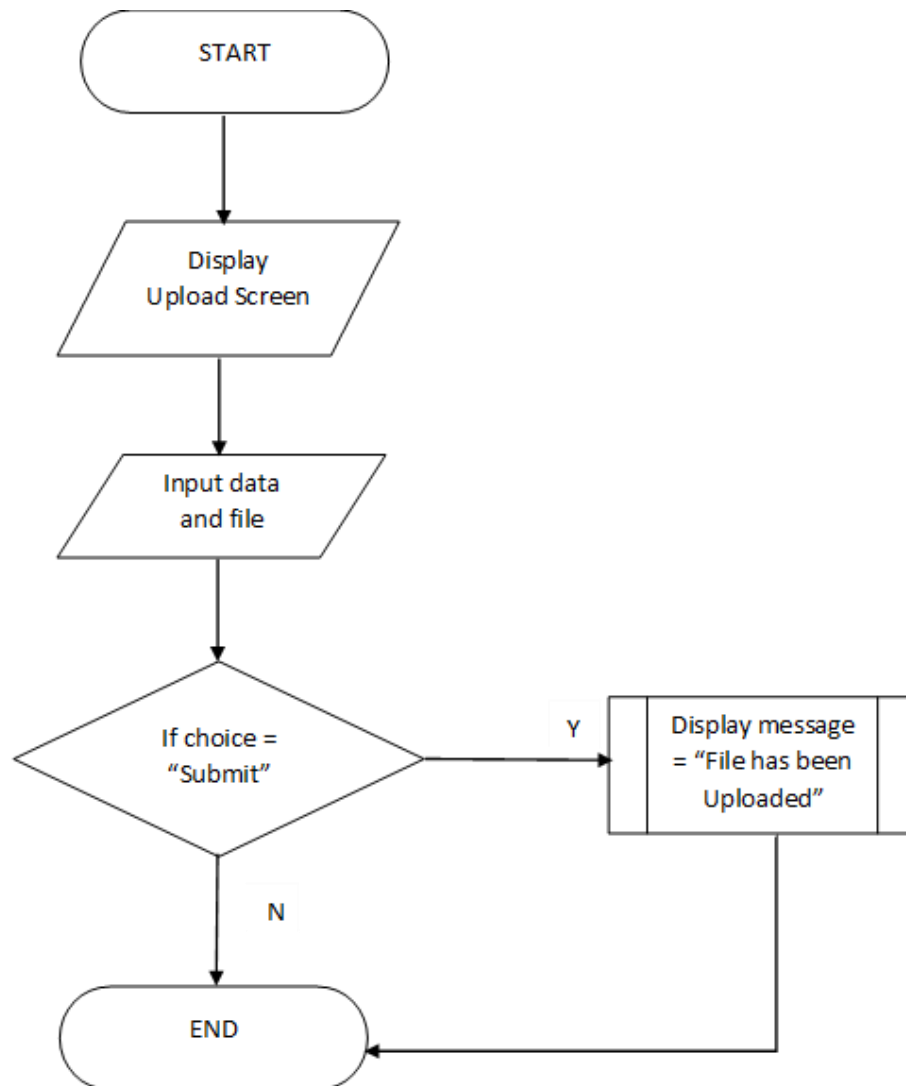 START
Display
Upload Screen
Input data
and file
If choice =
“Submit”
Y
Display message
= “File has been
Uploaded”
N
END